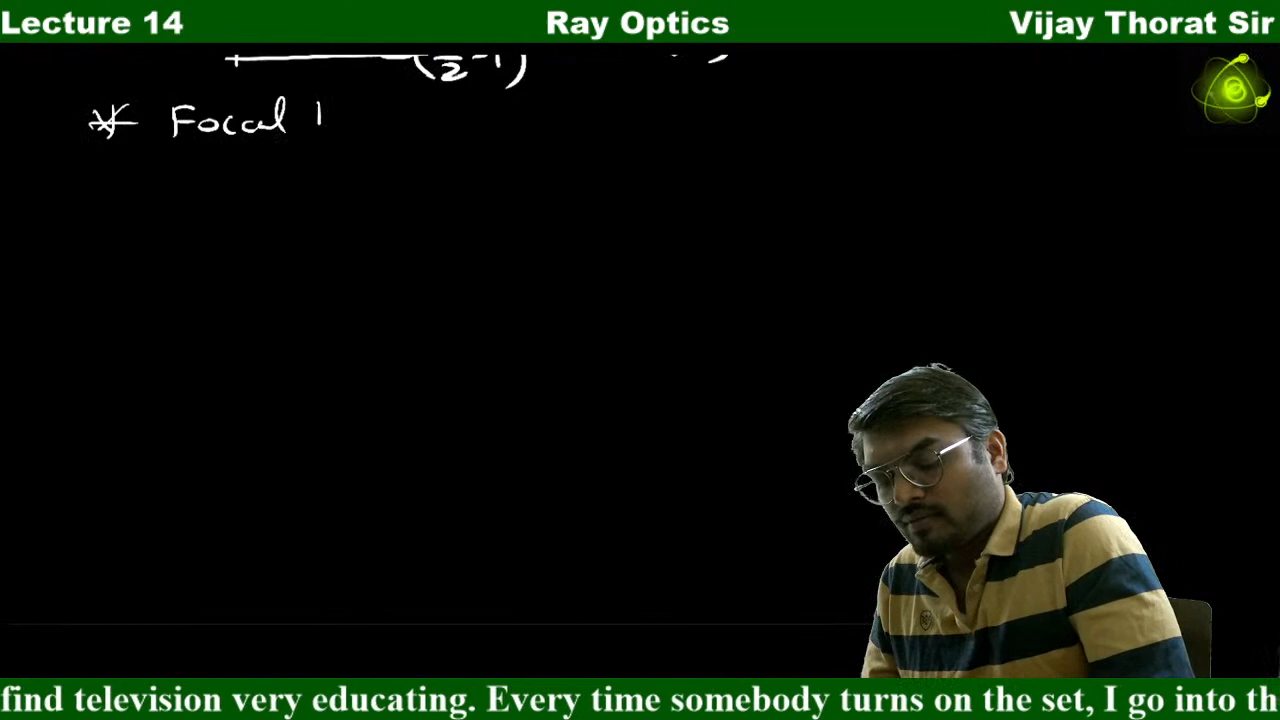 Lecture 14 Ray Optics Vijay Thorat Sir
(2 -1)
* Focal
find television very educating. Every time somebody turns on the set, I go into th